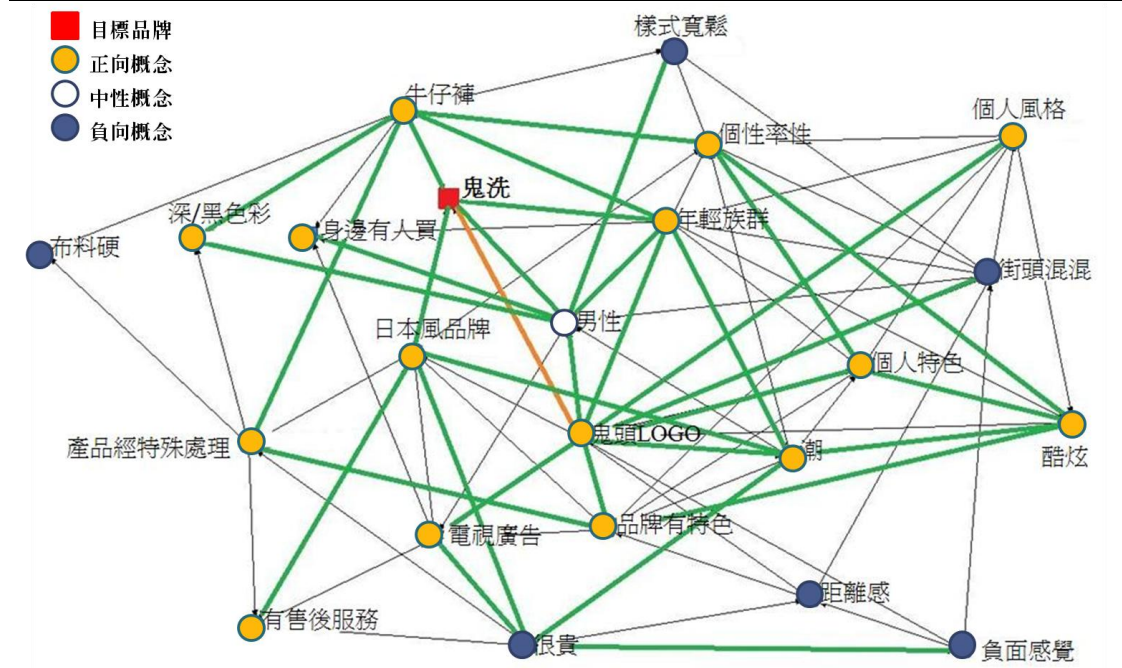 目標品牌
正向概念
中性概念
負向概念
樣式寬鬆
牛仔褲
個人風格
個性率性
鬼洗
深/黑色彩
身邊有人買
年輕族群
布料硬
街頭混混
男性
日本風品牌
個人特色
產品經特殊處理
鬼頭LOGO
潮
酷炫
電視廣告
品牌有特色
距離感
有售後服務
很貴
負面感覺